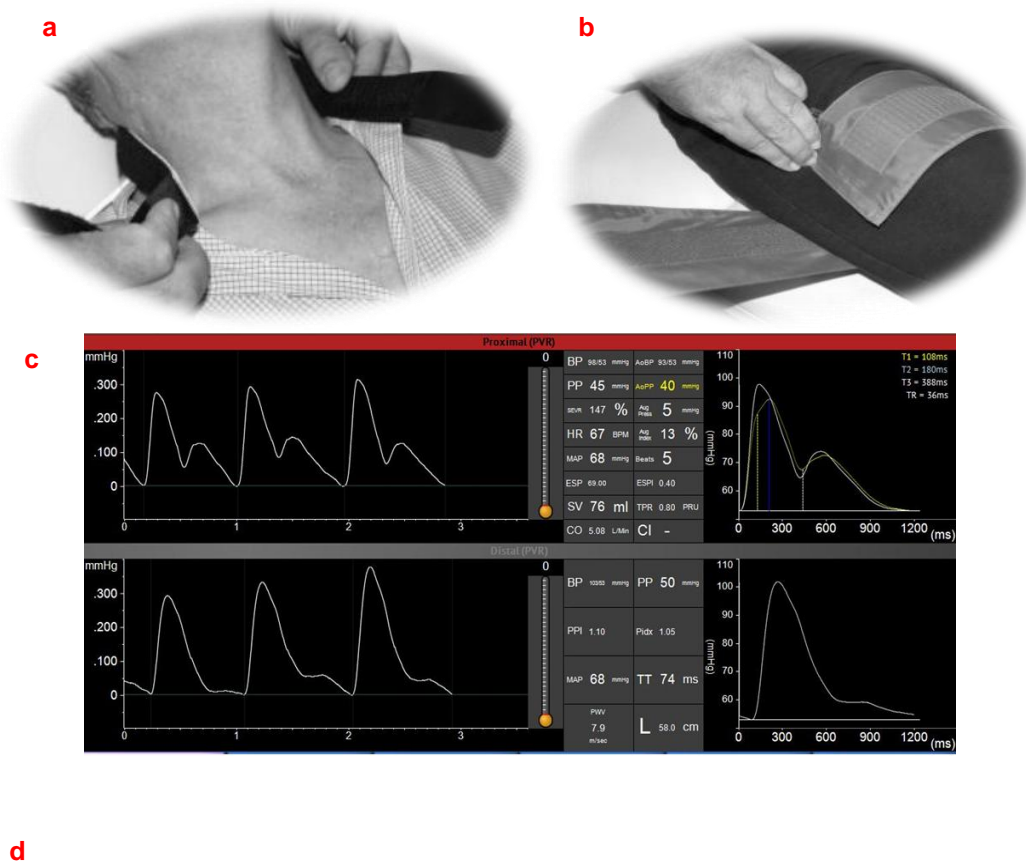 a
b
c
Proximal (PVR)
mmHg
.300
.200
.100
0
0 1 2 3
0
BP 98/53 mmHg AoBP 93/53 mmHg
PP 45 mmHg AoPP 40 mmHg
SEVR 147 % Aug Press 5 mmHg
HR 67 BPM Aug Index 13 %
MAP 68 mmHg Beats 5
ESP 69.00 ESPI 0.40
SV 76 ml TPR 0.80 PRU
CO 5.08 L/Min CI -
T1 = 108ms
T2 = 180ms
T3 = 388ms
TR = 36ms
110
100
90
80
70
60
(mmHg)
0 300 600 900 1200 (ms)
Distal (PVR)
mmHg
.300
.200
.100
0
0 1 2 3
0
BP 103/53 mmHg PP 50 mmHg
PPI 1.10 Pidx 1.05
MAP 68 mmHg TT 74 ms
PWV 7.9 m/sec L 58.0 cm
110
100
90
80
70
60
(mmHg)
0 300 600 900 1200 (ms)
d